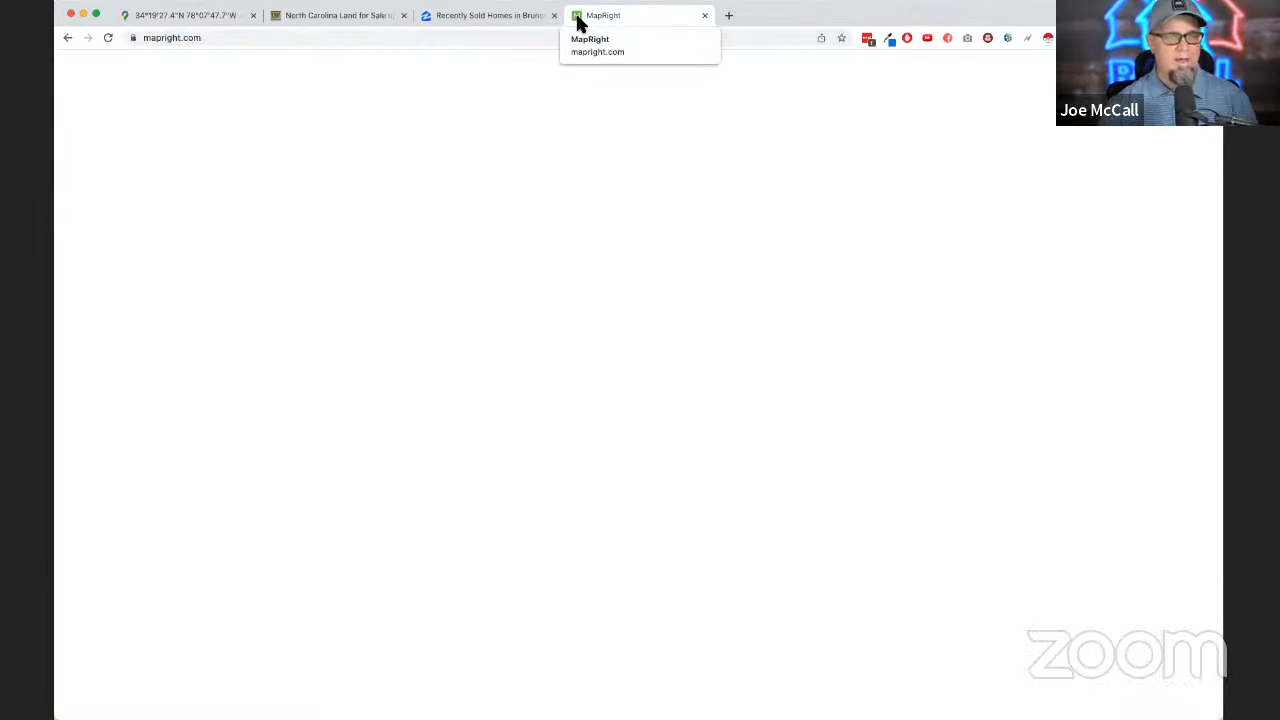 34°19'27.4"N 78°07'47.7"W
North Carolina Land for Sale
Recently Sold Homes in Bruns
MapRight
mapright.com
MapRight
mapright.com
Joe McCall
zoom